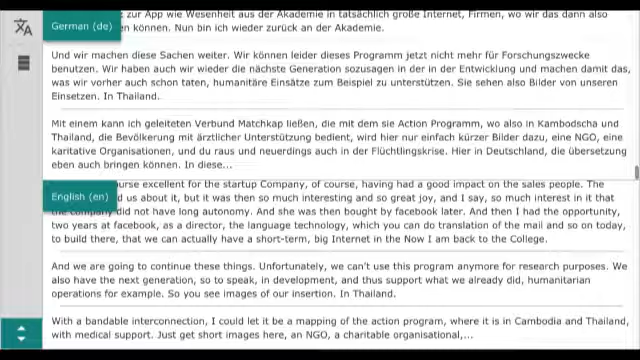 zur App wie Wesenheit aus der Akademie in tatsächlich große Internet, Firmen, wo wir das dann also
German (de)
en können. Nun bin ich wieder zurück an der Akademie.
Und wir machen diese Sachen weiter. Wir können leider dieses Programm jetzt nicht mehr für Forschungszwecke
benutzen. Wir haben auch wir wieder die nächste Generation sozusagen in der in der Entwicklung und machen damit das,
was wir vorher auch schon taten, humanitäre Einsätze zum Beispiel zu unterstützen. Sie sehen also Bilder von unseren
Einsetzen. In Thailand.
Mit einem kann ich geleiteten Verbund Matchkap ließen, die mit dem sie Action Programm, wo also in Kambodscha und
Thailand, die Bevölkerung mit ärztlicher Unterstützung bedient, wird hier nur einfach kürzer Bilder dazu, eine NGO, eine
karitative Organisationen, und du raus und neuerdings auch in der Flüchtlingskrise. Hier in Deutschland, die übersetzung
eben auch bringen können. In diese...
urse excellent for the startup Company, of course, having had a good impact on the sales people. The
English (en)
d us about it, but it was then so much interesting and so great joy, and I say, so much interest in it that
the company did not have long autonomy. And she was then bought by facebook later. And then I had the opportunity,
two years at facebook, as a director, the language technology, which you can do translation of the mail and so on today,
to build there, that we can actually have a short-term, big Internet in the Now I am back to the College.
And we are going to continue these things. Unfortunately, we can't use this program anymore for research purposes. We
also have the next generation, so to speak, in development, and thus support what we already did, humanitarian
operations for example. So you see images of our insertion. In Thailand.
With a bandable interconnection, I could let it be a mapping of the action program, where it is in Cambodia and Thailand,
with medical support. Just get short images here, an NGO, a charitable organisational,...